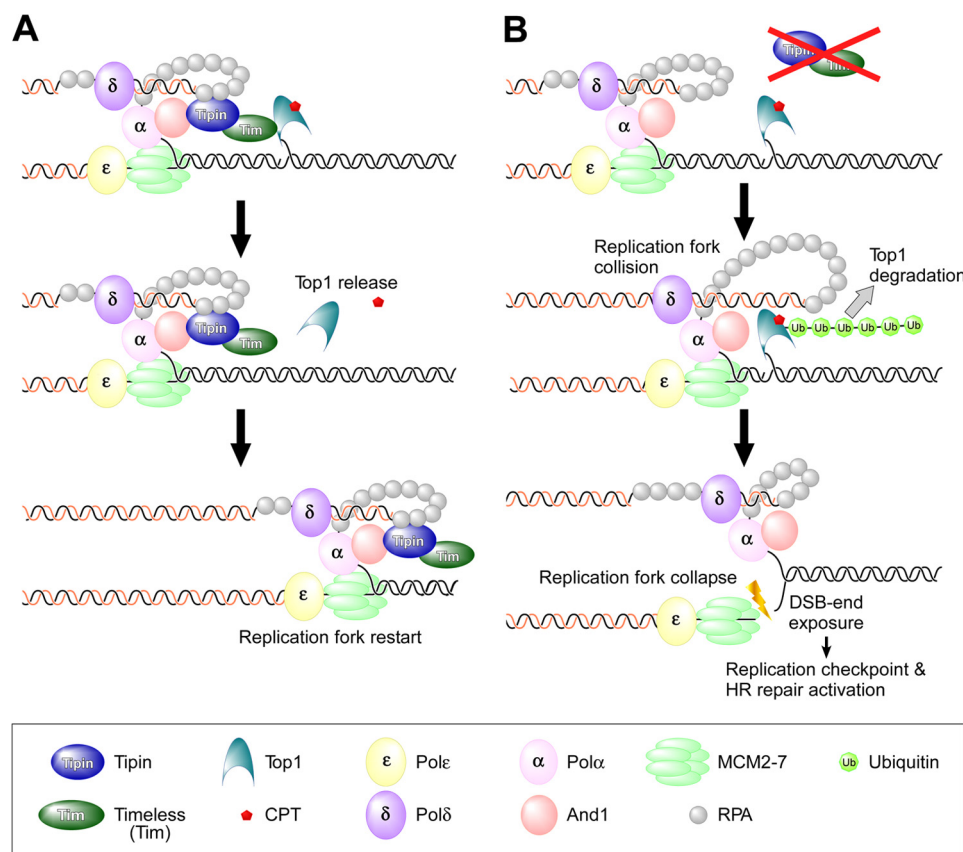 A
B
δ
α
Tipin
Tim
ε
Tipin
Tim
δ
α
ε
Top1 release
δ
α
Tipin
Tim
ε
Replication fork
collision
Top1
degradation
δ
α
Ub Ub Ub Ub Ub Ub
ε
δ
α
Tipin
Tim
ε
Replication fork restart
δ
α
Replication fork collapse
ε
DSB-end
exposure
Replication checkpoint &
HR repair activation
Tipin Tipin
Top1
ε Polε
α Polα
MCM2-7
Ub Ubiquitin
Tim Timeless
(Tim)
CPT
δ Polδ
And1
RPA